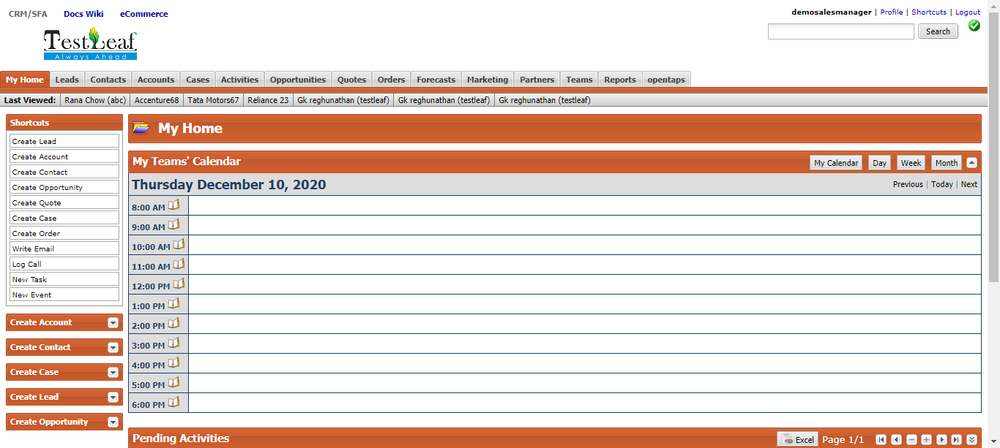 CRM/SFA Docs Wiki eCommerce
demosalesmanager | Profile | Shortcuts | Logout
Search
TestLeaf
Always Ahead
My Home Leads Contacts Accounts Cases Activities Opportunities Quotes Orders Forecasts Marketing Partners Teams Reports opentaps
Last Viewed: Rana Chow (abc) Accenture68 Tata Motors67 Reliance 23 Gk reghunathan (testleaf) Gk reghunathan (testleaf) Gk reghunathan (testleaf)
Shortcuts
Create Lead
Create Account
Create Contact
Create Opportunity
Create Quote
Create Case
Create Order
Write Email
Log Call
New Task
New Event
Create Account
Create Contact
Create Case
Create Lead
Create Opportunity
My Home
My Teams' Calendar My Calendar Day Week Month
Thursday December 10, 2020 Previous | Today | Next
8:00 AM
9:00 AM
10:00 AM
11:00 AM
12:00 PM
1:00 PM
2:00 PM
3:00 PM
4:00 PM
5:00 PM
6:00 PM
Pending Activities Excel Page 1/1